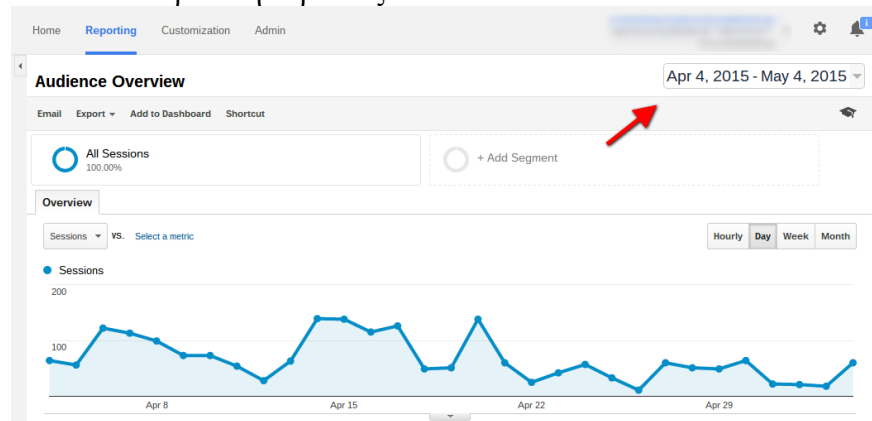 Home Reporting Customization Admin
Audience Overview
Apr 4, 2015 - May 4, 2015
Email Export Add to Dashboard Shortcut
All Sessions
100.00%
+ Add Segment
Overview
Sessions VS. Select a metric
Hourly Day Week Month
Sessions
200
100
Apr 8 Apr 15 Apr 22 Apr 29